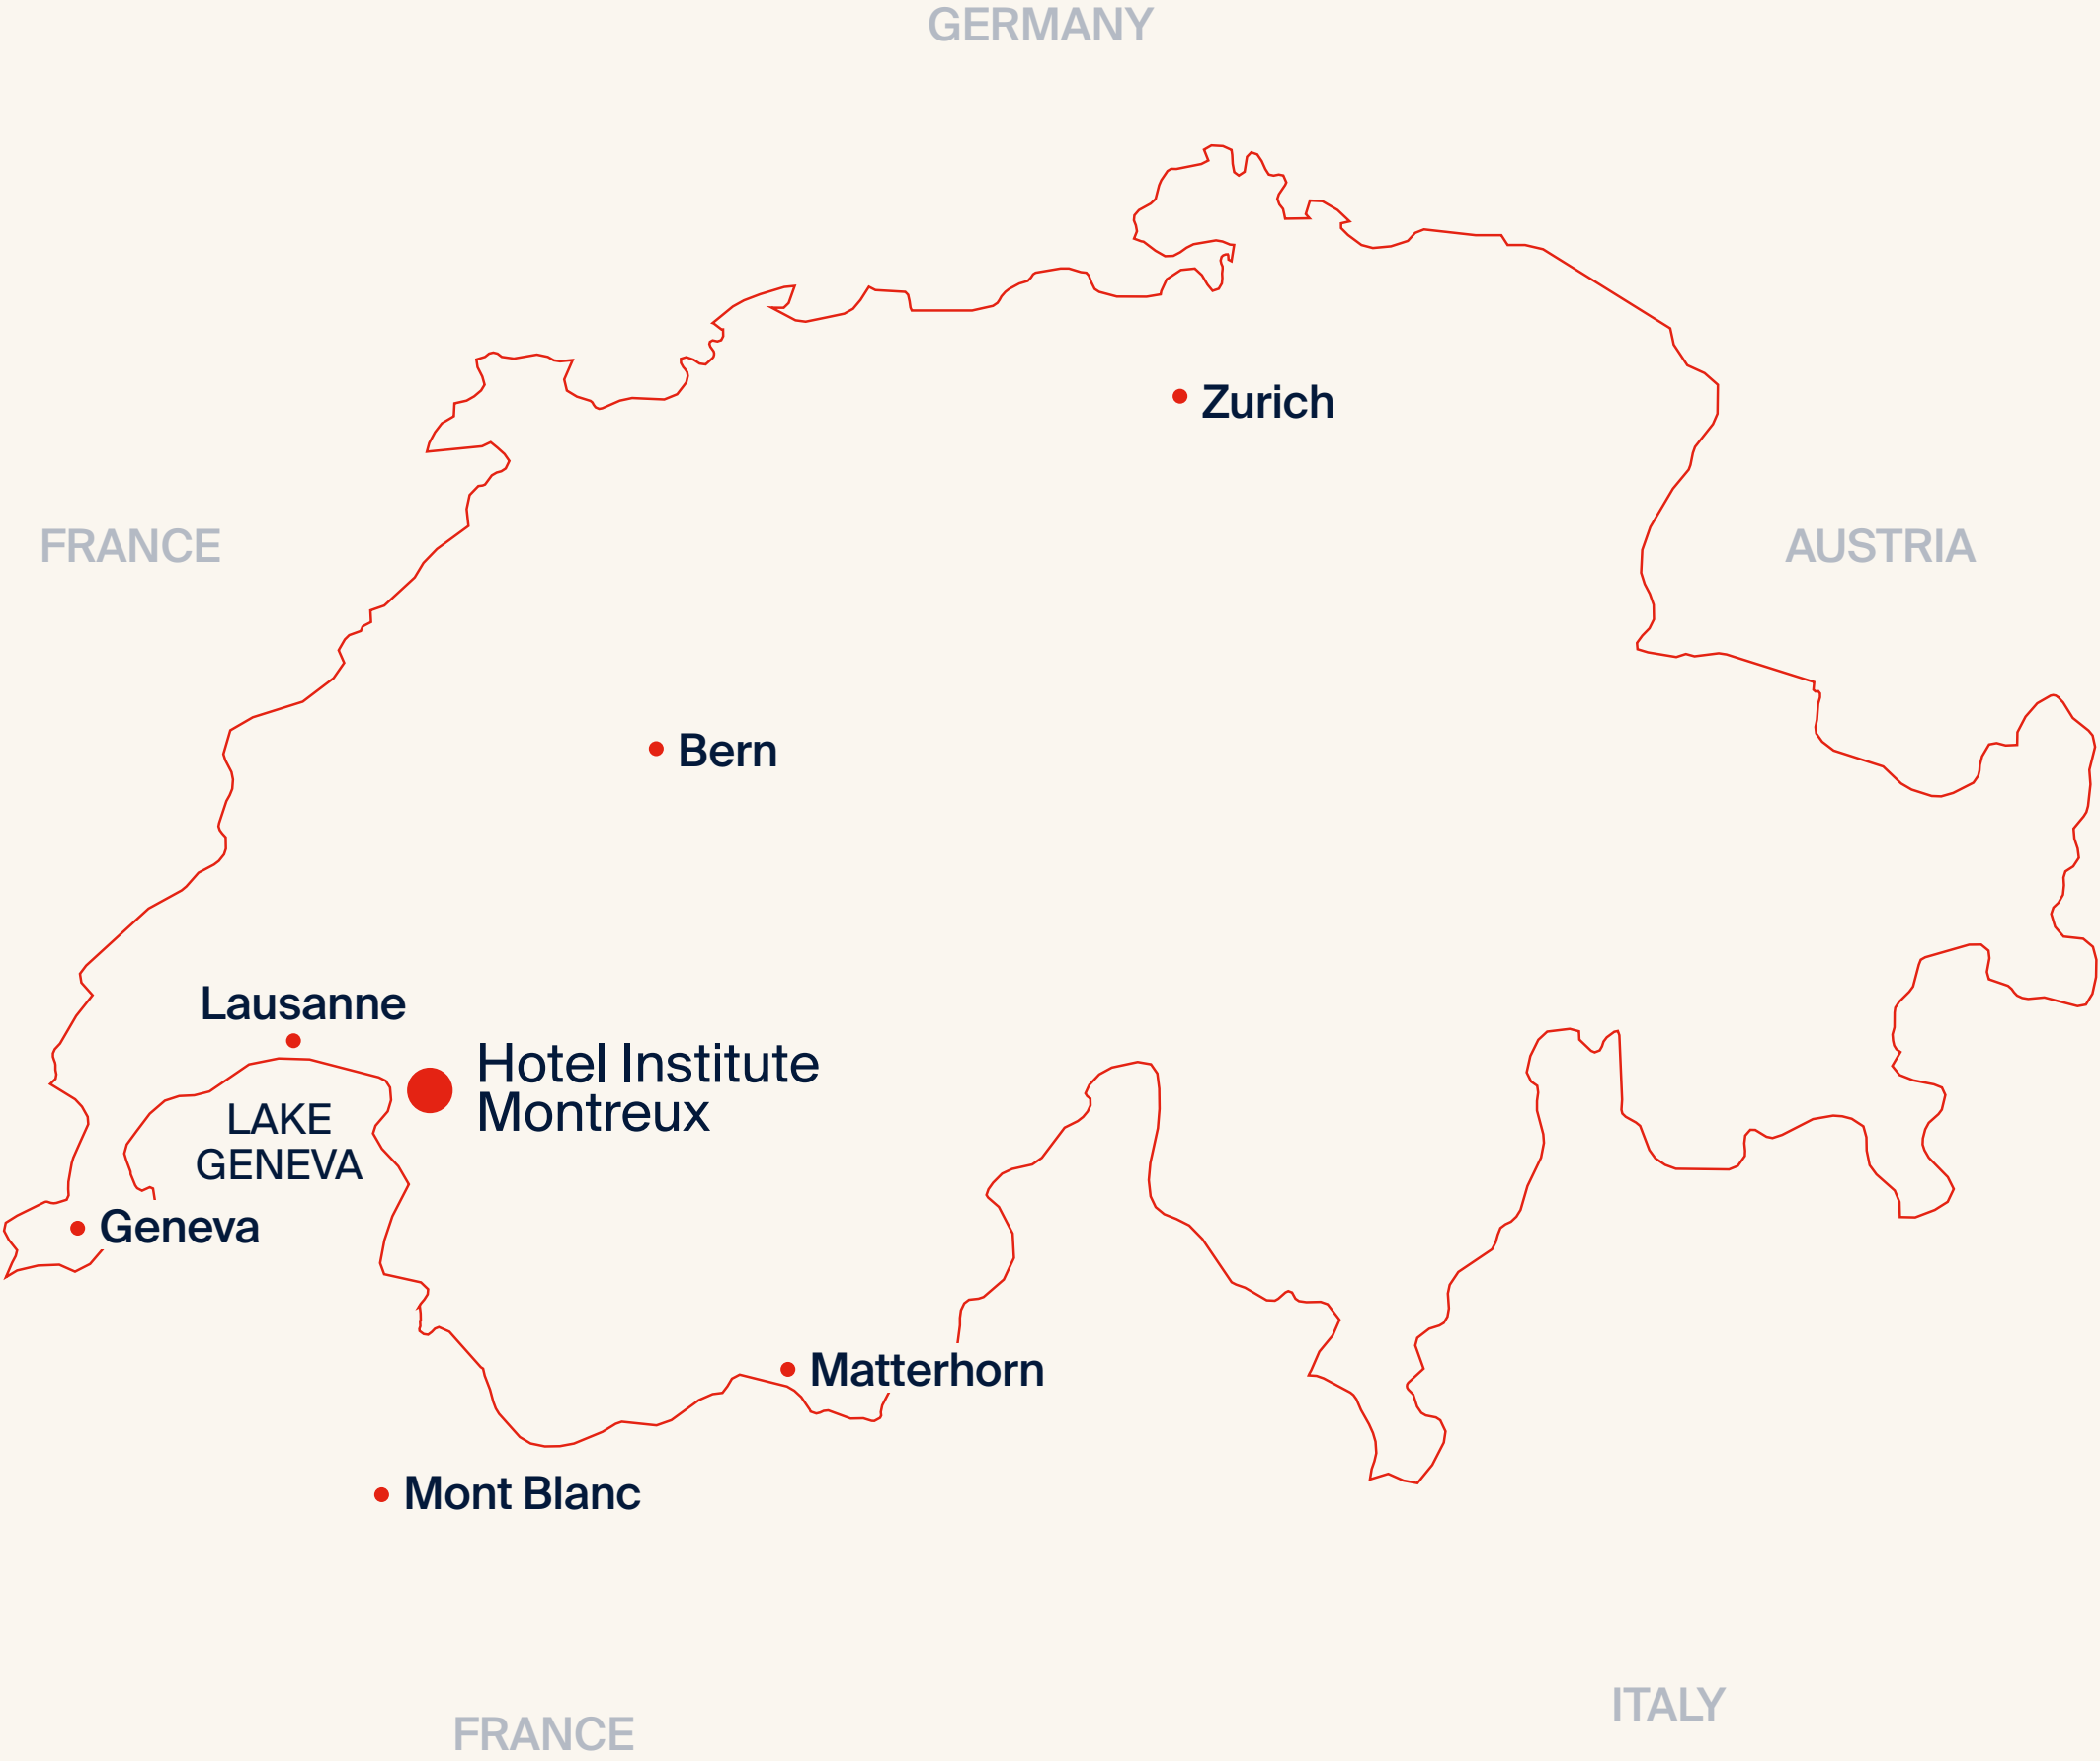 GERMANY
Zurich
FRANCE
AUSTRIA
Bern
Lausanne
Hotel Institute
Montreux
LAKE
GENEVA
Geneva
Matterhorn
Mont Blanc
ITALY
FRANCE